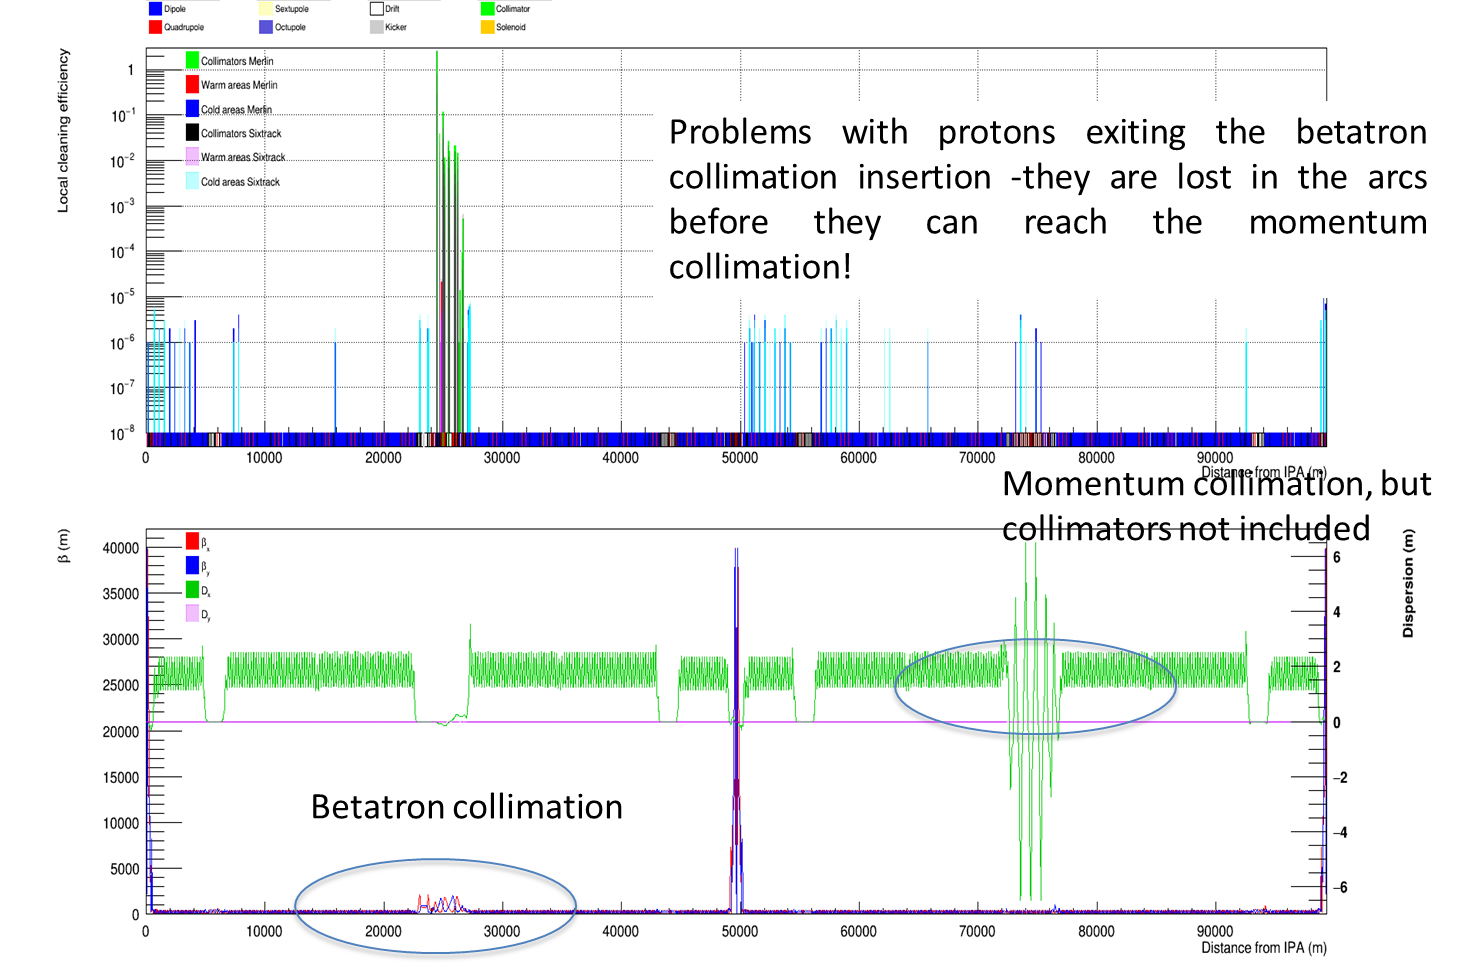 Dipole Sextupole Drift Collimator
Quadrupole Octupole Kicker Solenoid
Local cleaning efficiency
Collimators Merlin
Warm areas Merlin
Cold areas Merlin
Collimators Sixtrack
Warm areas Sixtrack
Cold areas Sixtrack
1
10⁻¹
10⁻²
10⁻³
10⁻⁴
10⁻⁵
10⁻⁶
10⁻⁷
10⁻⁸
Problems with protons exiting the betatron
collimation insertion -they are lost in the arcs
before they can reach the momentum
collimation!
0 10000 20000 30000 40000 50000 60000 70000 80000 90000
Distance from IPA (m)
Momentum collimation, but
collimators not included
β (m)
βx
βy
Dx
Dy
40000
35000
30000
25000
20000
15000
10000
5000
0
Dispersion (m)
6
4
2
0
−2
−4
−6
Betatron collimation
0 10000 20000 30000 40000 50000 60000 70000 80000 90000
Distance from IPA (m)